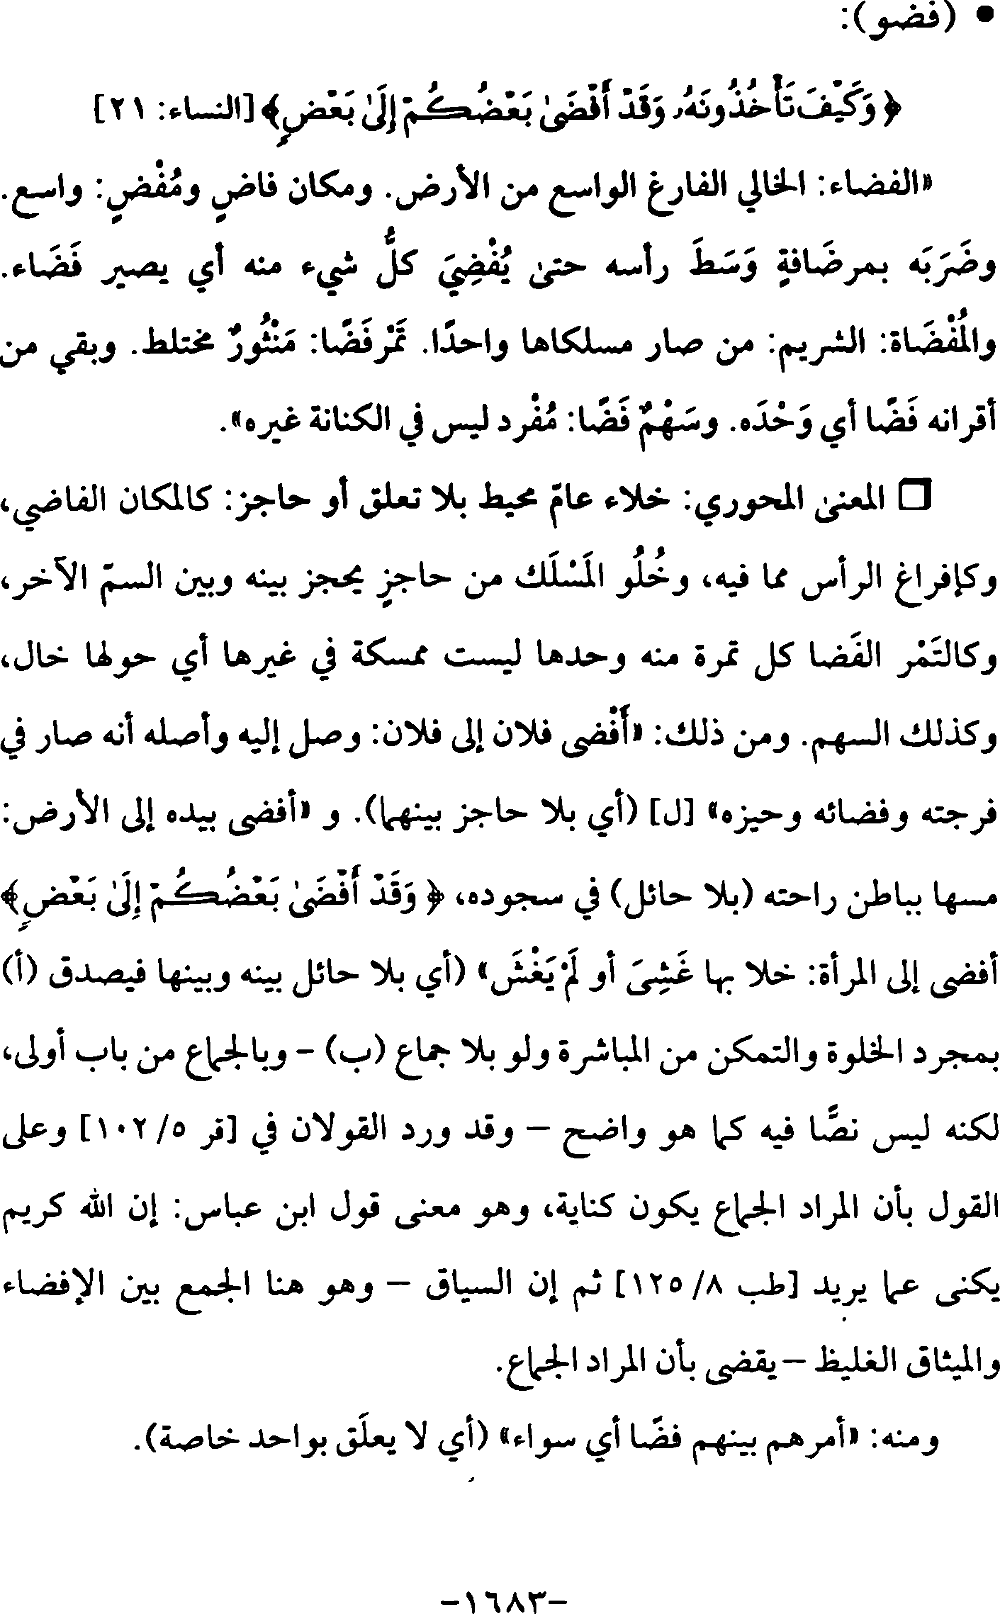 • (فضو):
﴿وَكَيْفَ تَأْخُذُونَهُۥ وَقَدْ أَفْضَىٰ بَعْضُكُمْ إِلَىٰ بَعْضٍ﴾ [النساء: ٢١]
«الفضاء: الخالي الفارغ الواسع من الأرض. ومكان فاضٍ ومُفْضٍ: واسع.
وضَرَبَه بمرضَافةٍ وَسَطَ رأسه حتىٰ يُفْضِيَ كلُّ شيء منه أي يصير فَضَاء.
والمُفْضَاة: الشريم: من صار مسلكاها واحدًا. تَمْر فَضًا: مَنْثُورٌ مختلط. وبقي من
أقرانه فَضًا أي وَحْدَه. وسَهْمٌ فَضًا: مُفْرد ليس في الكنانة غيره».
❒ المعنىٰ المحوري: خلاء عامّ محيط بلا تعلق أو حاجز: كالمكان الفاضي،
وكإفراغ الرأس مما فيه، وخُلُو المَسْلَك من حاجزٍ يحجز بينه وبين السمّ الآخر،
وكالتَمْر الفَضا كل تمرة منه وحدها ليست ممسكة في غيرها أي حولها خال،
وكذلك السهم. ومن ذلك: «أَفْضى فلان إلى فلان: وصل إليه وأصله أنه صار في
فرجته وفضائه وحيزه» [ل] (أي بلا حاجز بينهما). و «أفضى بيده إلى الأرض:
مسها بباطن راحته (بلا حائل) في سجوده، ﴿وَقَدْ أَفْضَىٰ بَعْضُكُمْ إِلَىٰ بَعْضٍ﴾
أفضى إلى المرأة: خلا بها غَشِىَ أو لَمْ يَغْشَ» (أي بلا حائل بينه وبينها فيصدق (أ)
بمجرد الخلوة والتمكن من المباشرة ولو بلا جماع (ب) – وبالجماع من باب أولى،
لكنه ليس نصًّا فيه كما هو واضح – وقد ورد القولان في [قر ٥/ ١٠٢] وعلى
القول بأن المراد الجماع يكون كناية، وهو معنى قول ابن عباس: إن الله كريم
يكنى عما يريد [طب ٨/ ١٢٥] ثم إن السياق – وهو هنا الجمع بين الإفضاء
والميثاق الغليظ – يقضى بأن المراد الجماع.
ومنه: «أمرهم بينهم فضًا أي سواء» (أي لا يعلَق بواحد خاصة).
-١٦٨٣-